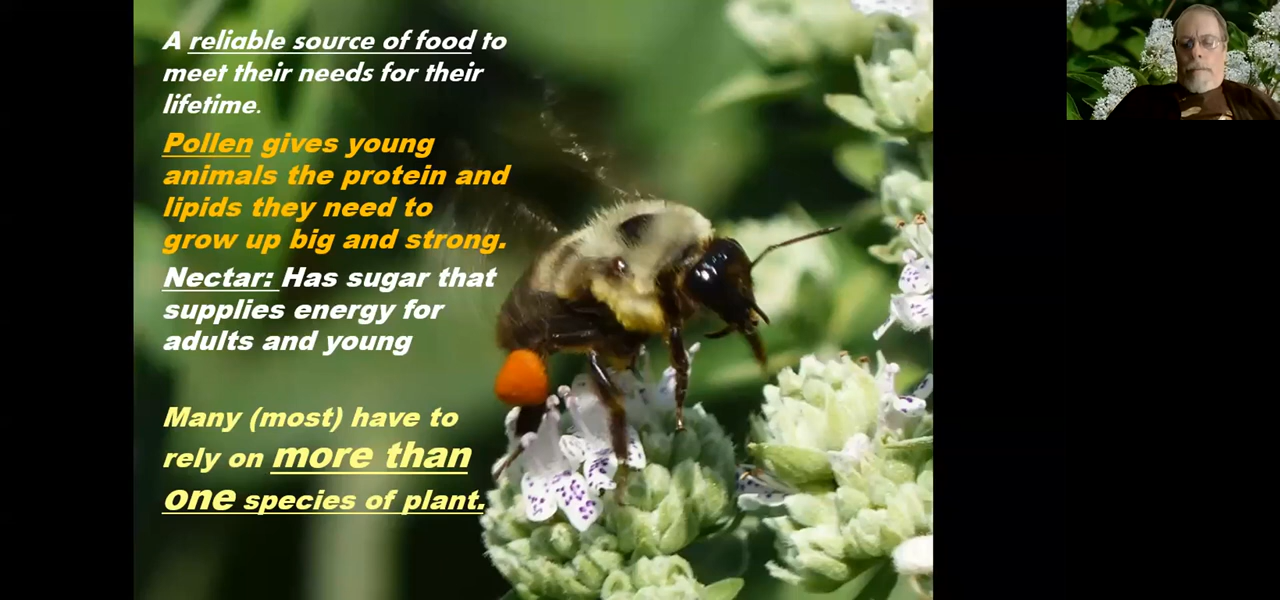 A reliable source of food to
meet their needs for their
lifetime.
Pollen gives young
animals the protein and
lipids they need to
grow up big and strong.
Nectar: Has sugar that
supplies energy for
adults and young
Many (most) have to
rely on more than
one species of plant.